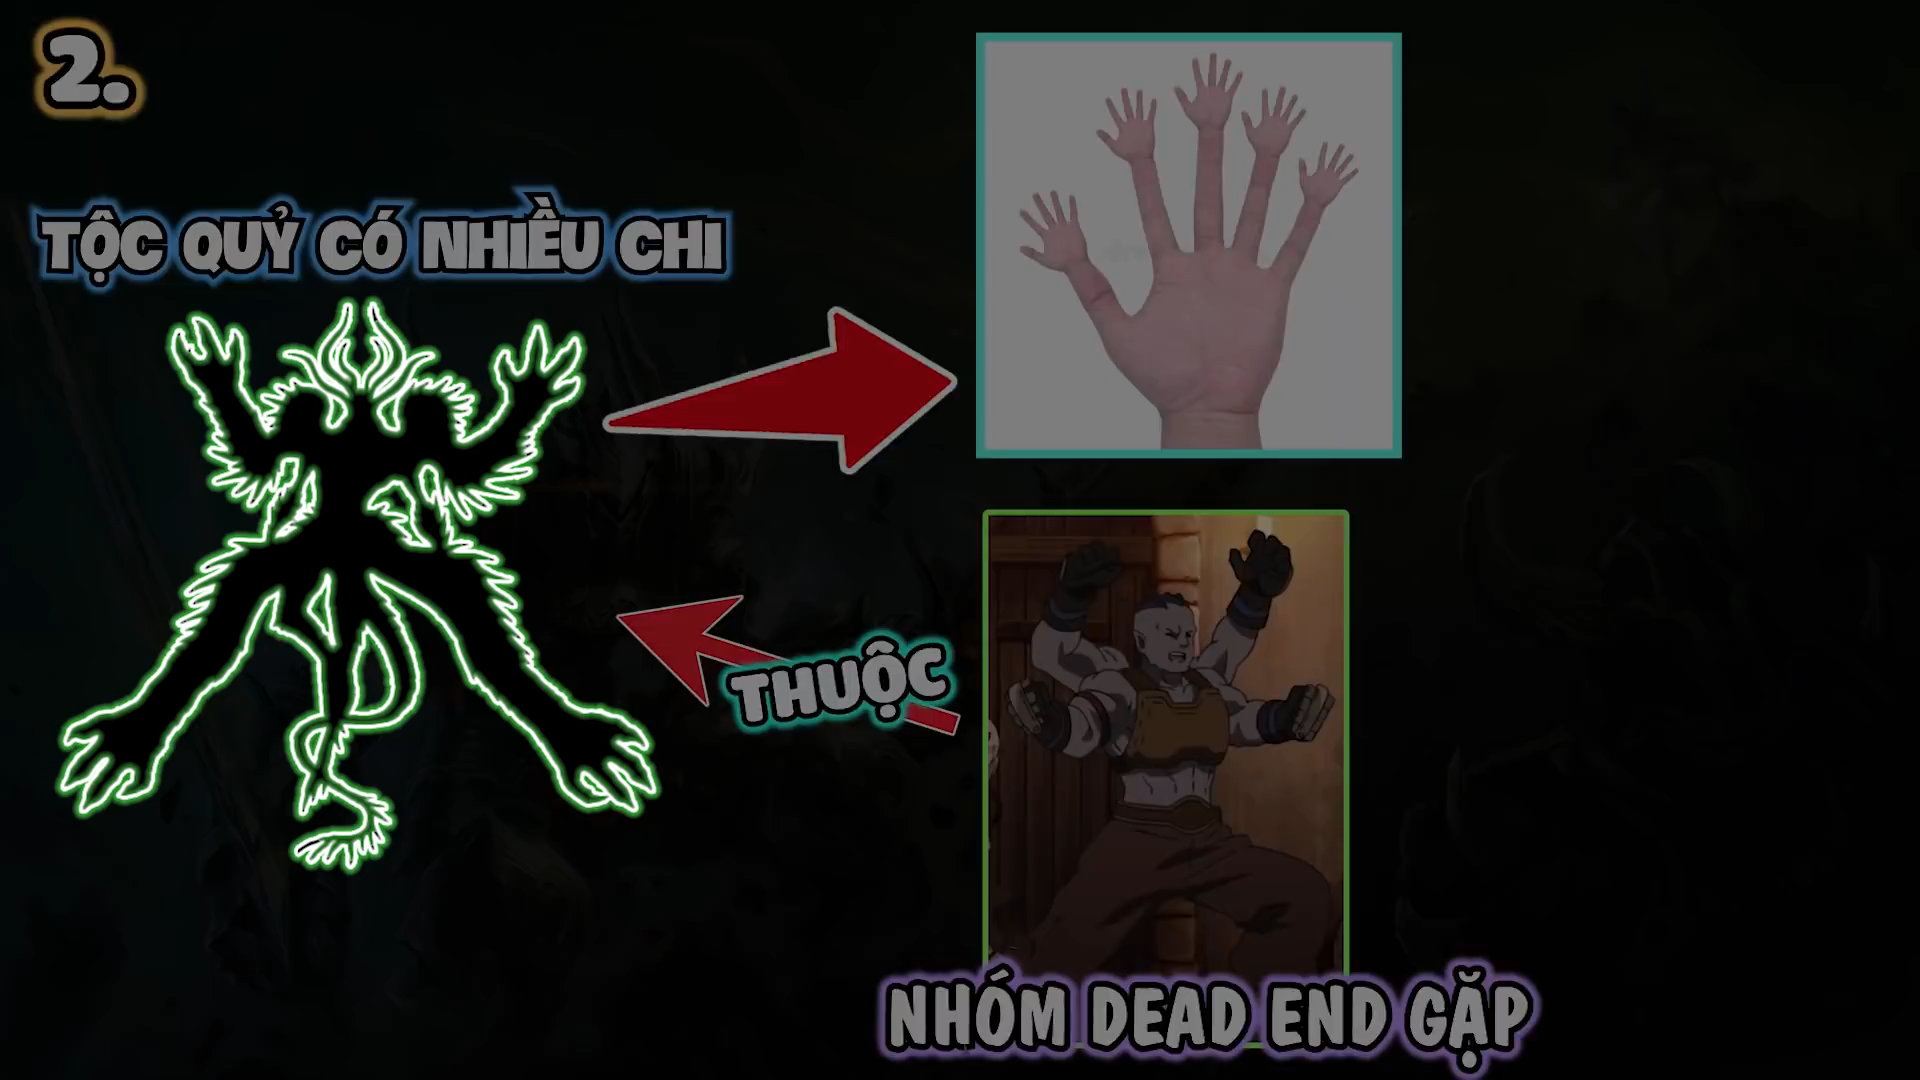 2.
TỘC QUỶ CÓ NHIỀU CHI
THUỘC
NHÓM DEAD END GẶP